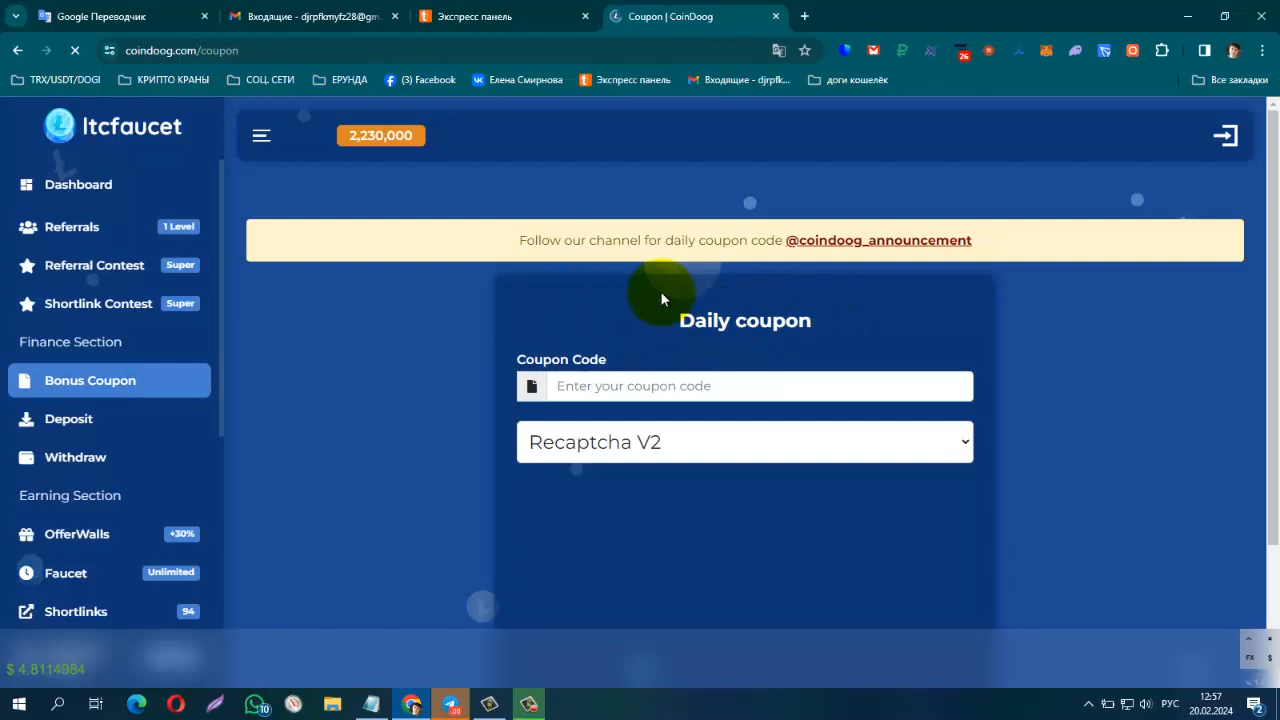 Google Переводчик
Входящие - djrpfkmyfz28@gm
Экспресс панель
Coupon | CoinDoog
coindoog.com/coupon
26
TRX/USDT/DOGI
КРИПТО КРАНЫ
СОЦ. СЕТИ
ЕРУНДА
(3) Facebook
Елена Смирнова
Экспресс панель
Входящие - djrpfk...
доги кошелёк
Все закладки
ltcfaucet
2,230,000
Dashboard
Referrals
1 Level
Referral Contest
Super
Shortlink Contest
Super
Finance Section
Bonus Coupon
Deposit
Withdraw
Earning Section
OfferWalls
+30%
Faucet
Unlimited
Shortlinks
94
Follow our channel for daily coupon code @coindoog_announcement
Daily coupon
Coupon Code
Enter your coupon code
Recaptcha V2
$ 4.8114984
FX
$
10
РУС
12:57
20.02.2024
2